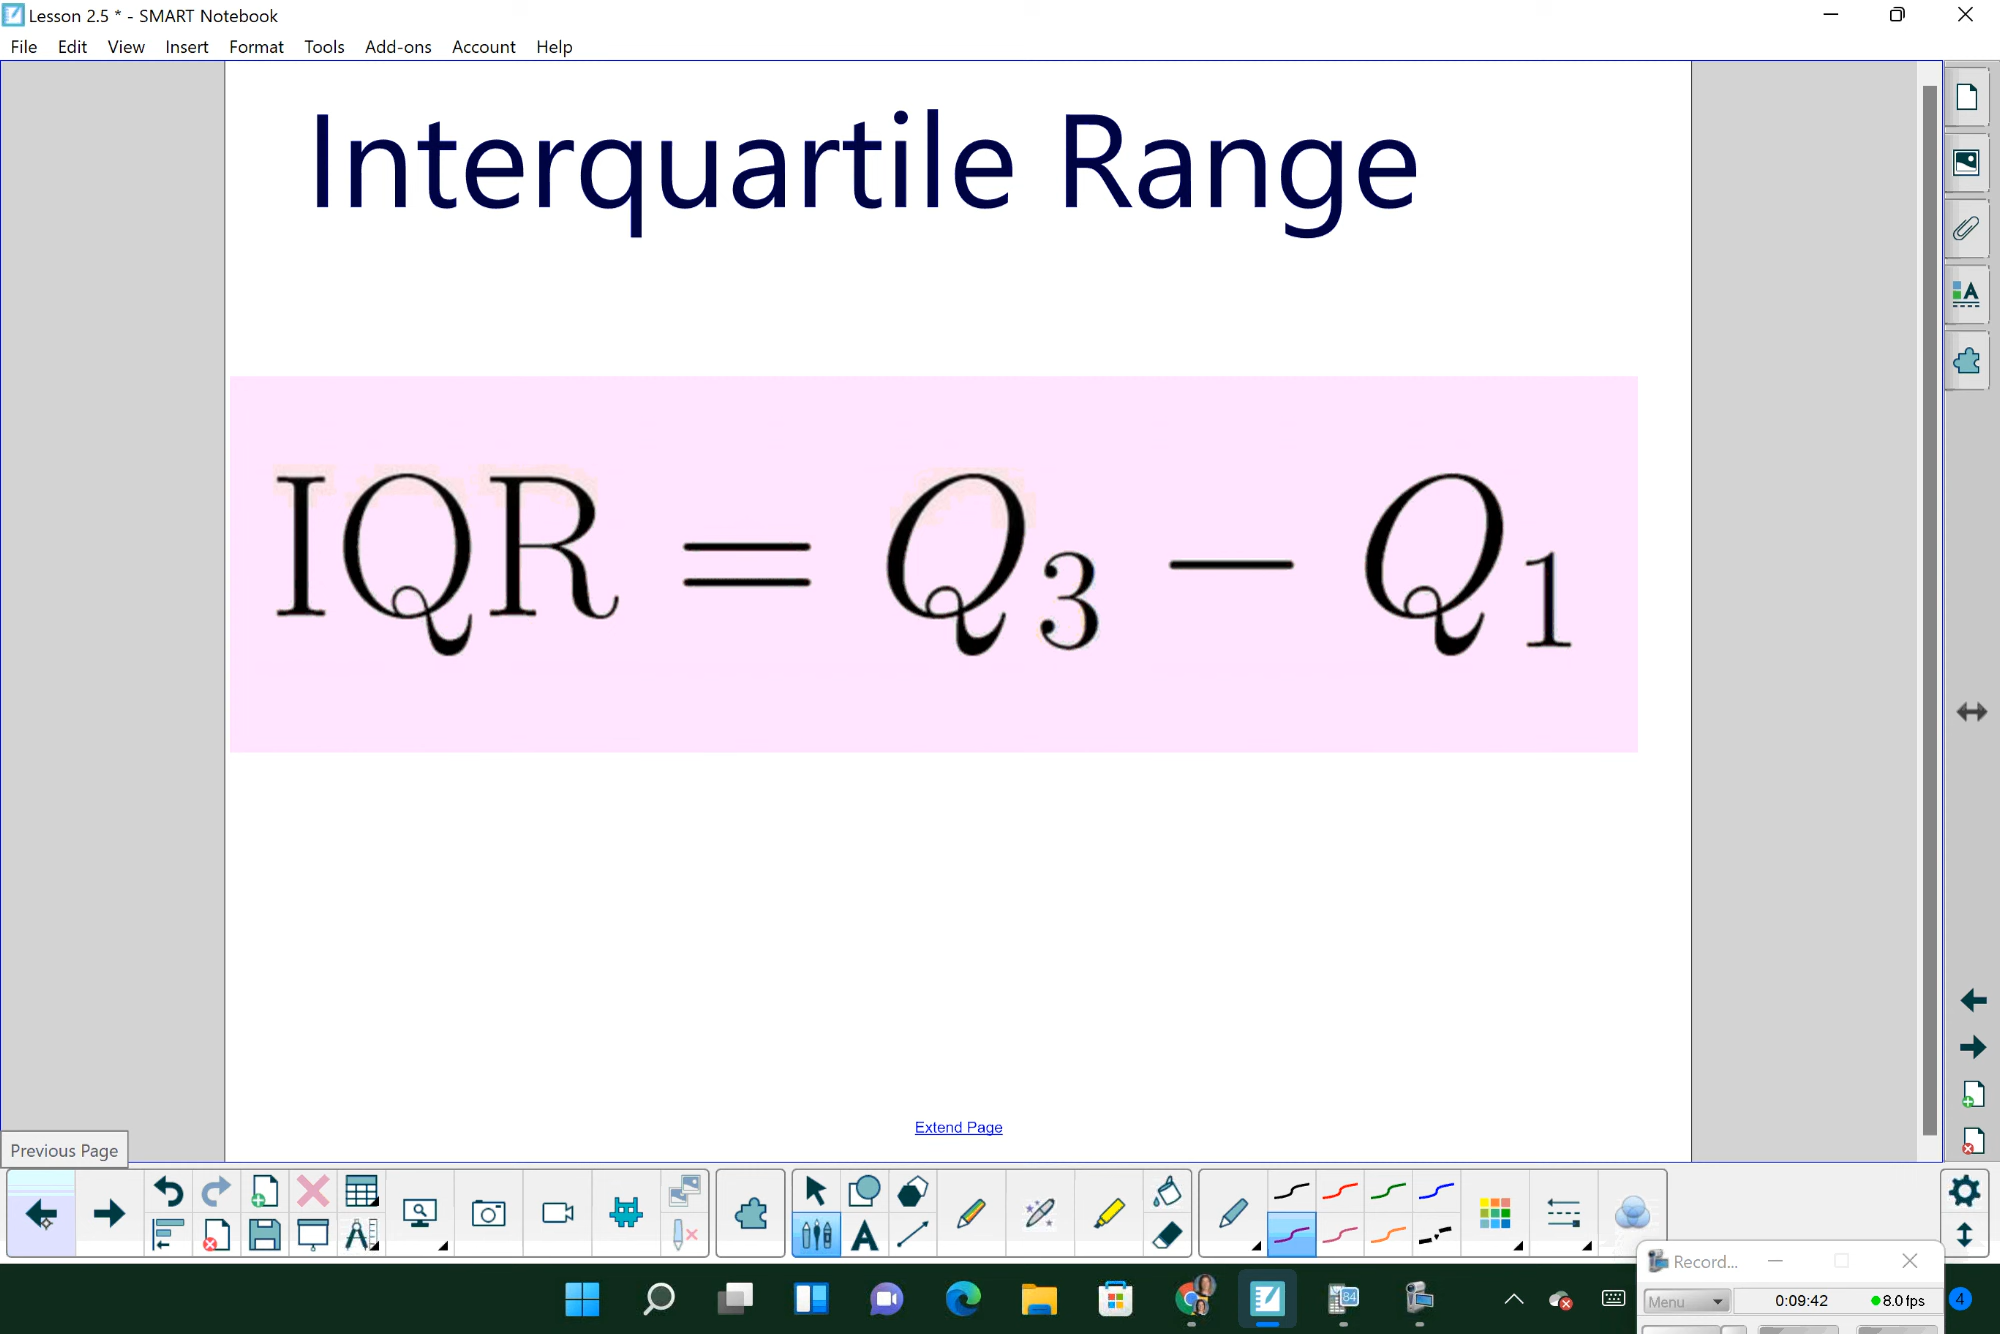 Lesson 2.5 * - SMART Notebook
File Edit View Insert Format Tools Add-ons Account Help
Interquartile Range
IQR = Q3 − Q1
Extend Page
Previous Page
A
A
84
Record...
Menu 0:09:42 8.0 fps
4